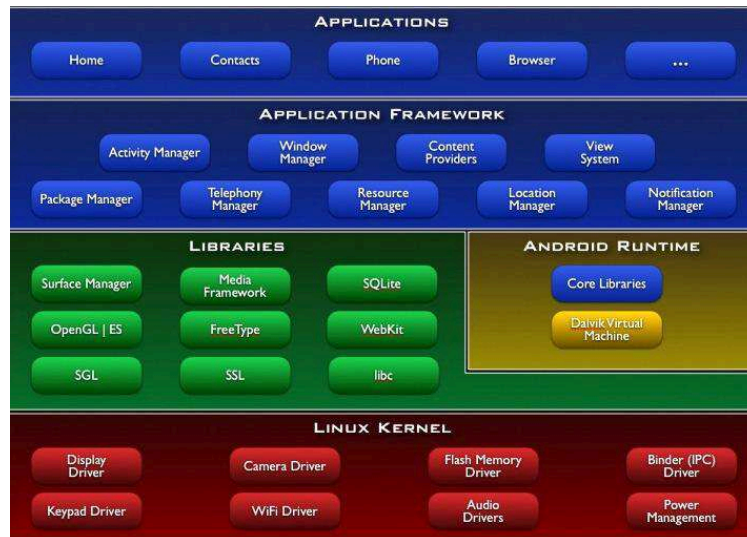 APPLICATIONS
Home Contacts Phone Browser ...
APPLICATION FRAMEWORK
Activity Manager Window Manager Content Providers View System
Package Manager Telephony Manager Resource Manager Location Manager Notification Manager
LIBRARIES
Surface Manager Media Framework SQLite
OpenGL | ES FreeType WebKit
SGL SSL libc
ANDROID RUNTIME
Core Libraries
Dalvik Virtual
Machine
LINUX KERNEL
Display Driver Camera Driver Flash Memory Driver Binder (IPC) Driver
Keypad Driver WiFi Driver Audio Drivers Power Management